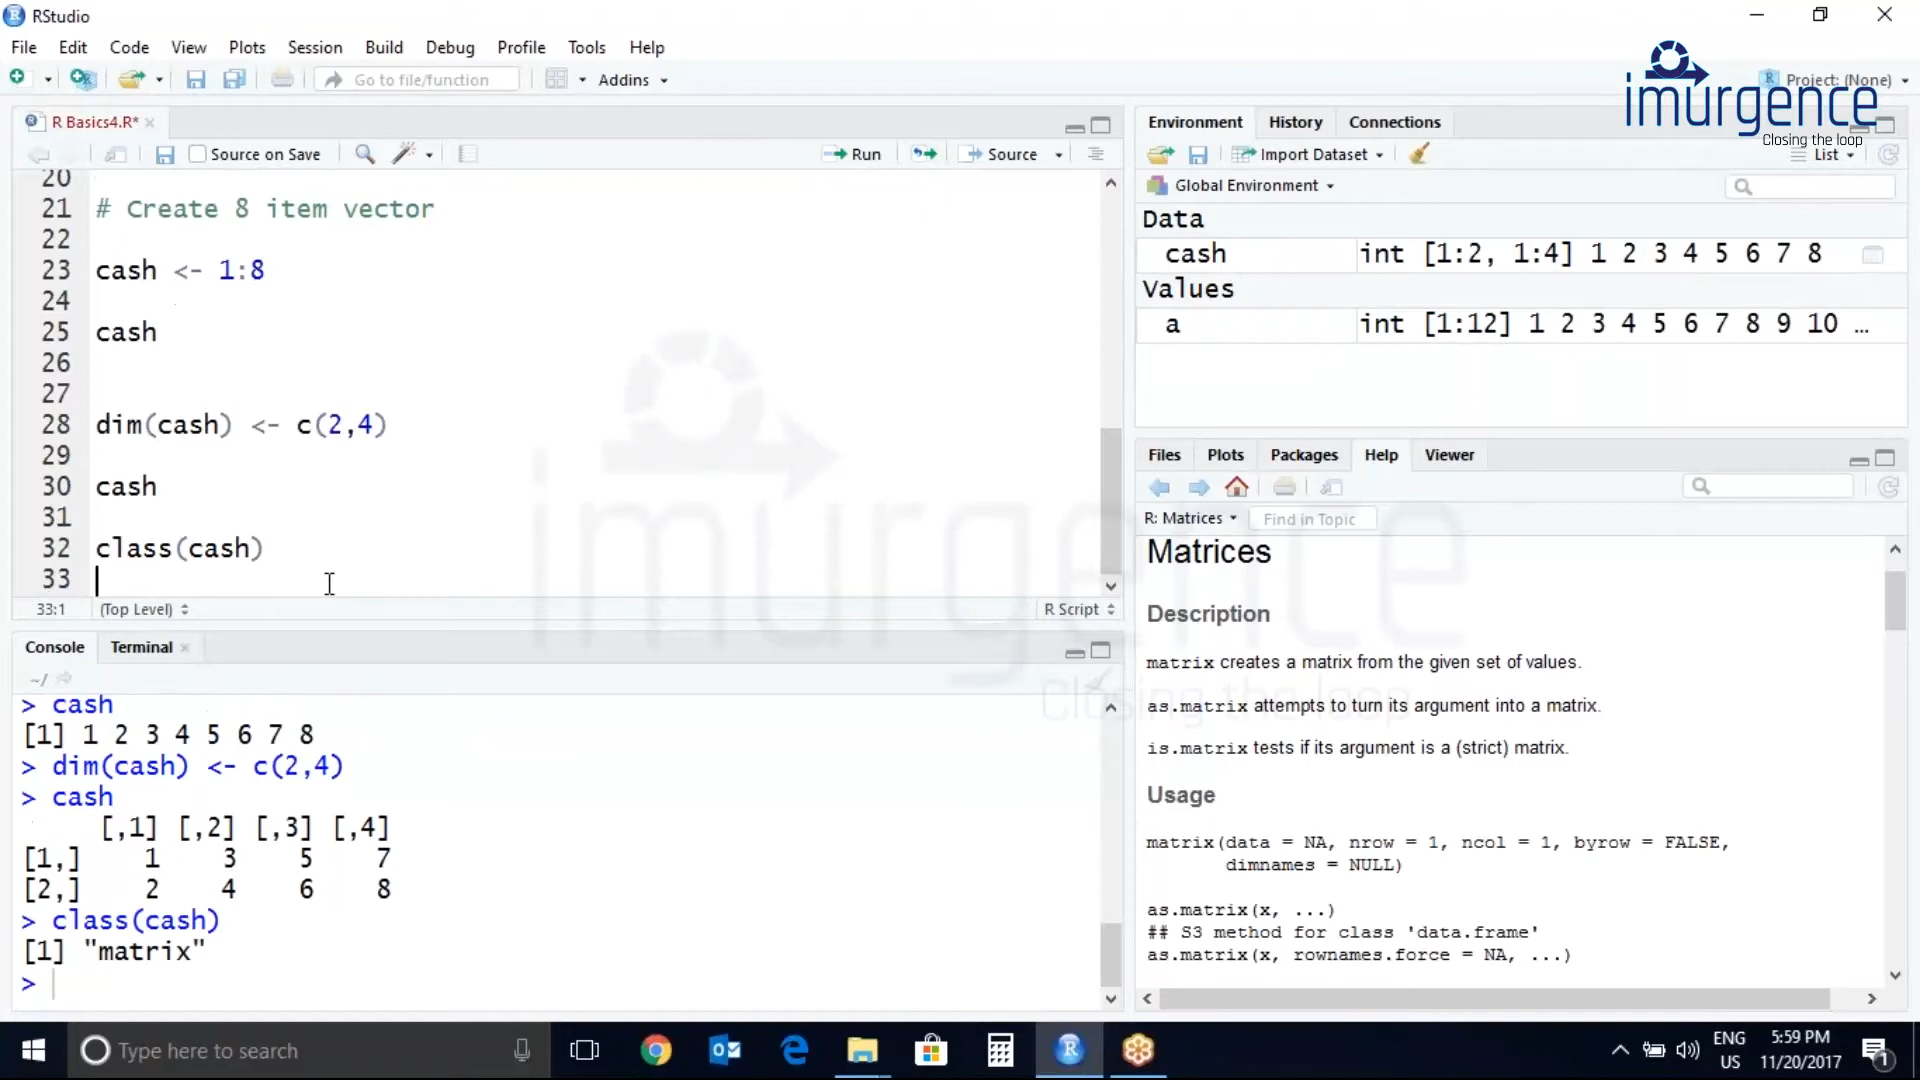 RStudio
File Edit Code View Plots Session Build Debug Profile Tools Help
Go to file/function Addins Project: (None)
imurgence
Closing the loop
R Basics4.R*
Source on Save Run Source
20
21 # Create 8 item vector
22
23 cash <- 1:8
24
25 cash
26
27
28 dim(cash) <- c(2,4)
29
30 cash
31
32 class(cash)
33
33:1 (Top Level) R Script
Console Terminal
~/
> cash
[1] 1 2 3 4 5 6 7 8
> dim(cash) <- c(2,4)
> cash
[,1] [,2] [,3] [,4]
[1,] 1 3 5 7
[2,] 2 4 6 8
> class(cash)
[1] "matrix"
>
Environment History Connections
Import Dataset List
Global Environment
Data
cash int [1:2, 1:4] 1 2 3 4 5 6 7 8
Values
a int [1:12] 1 2 3 4 5 6 7 8 9 10 ...
Files Plots Packages Help Viewer
R: Matrices Find in Topic
Matrices
Description
matrix creates a matrix from the given set of values.
as.matrix attempts to turn its argument into a matrix.
is.matrix tests if its argument is a (strict) matrix.
Usage
matrix(data = NA, nrow = 1, ncol = 1, byrow = FALSE,
dimnames = NULL)
as.matrix(x, ...)
## S3 method for class 'data.frame'
as.matrix(x, rownames.force = NA, ...)
imurgence
Closing the loop
Type here to search
ENG
US
5:59 PM
11/20/2017
1